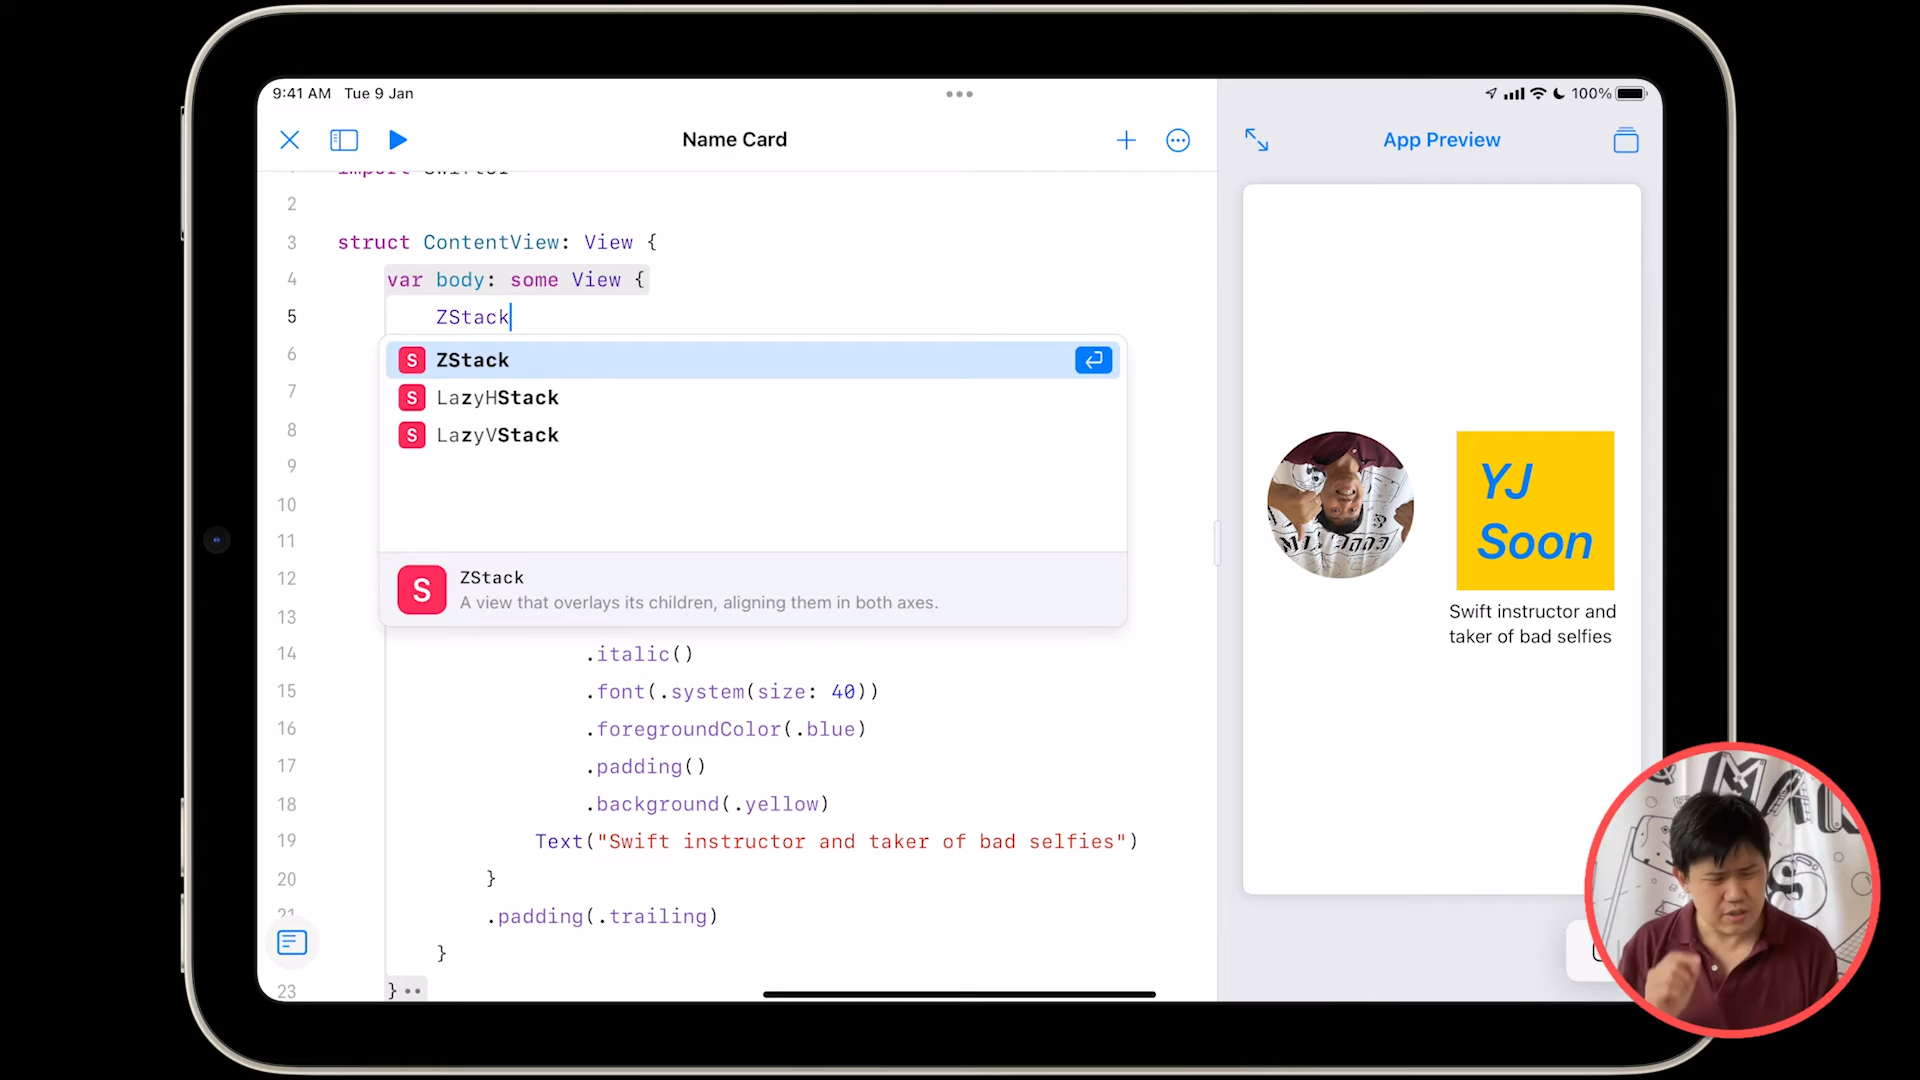 9:41 AM Tue 9 Jan
100%
Name Card
App Preview
import SwiftUI
2
3 struct ContentView: View {
4 var body: some View {
5 ZStack
6
7
8
9
10
11
12
13
S ZStack
S LazyHStack
S LazyVStack
S ZStack
A view that overlays its children, aligning them in both axes.
14 .italic()
15 .font(.system(size: 40))
16 .foregroundColor(.blue)
17 .padding()
18 .background(.yellow)
19 Text("Swift instructor and taker of bad selfies")
20 }
21 .padding(.trailing)
}
23 }
YJ
Soon
Swift instructor and
taker of bad selfies